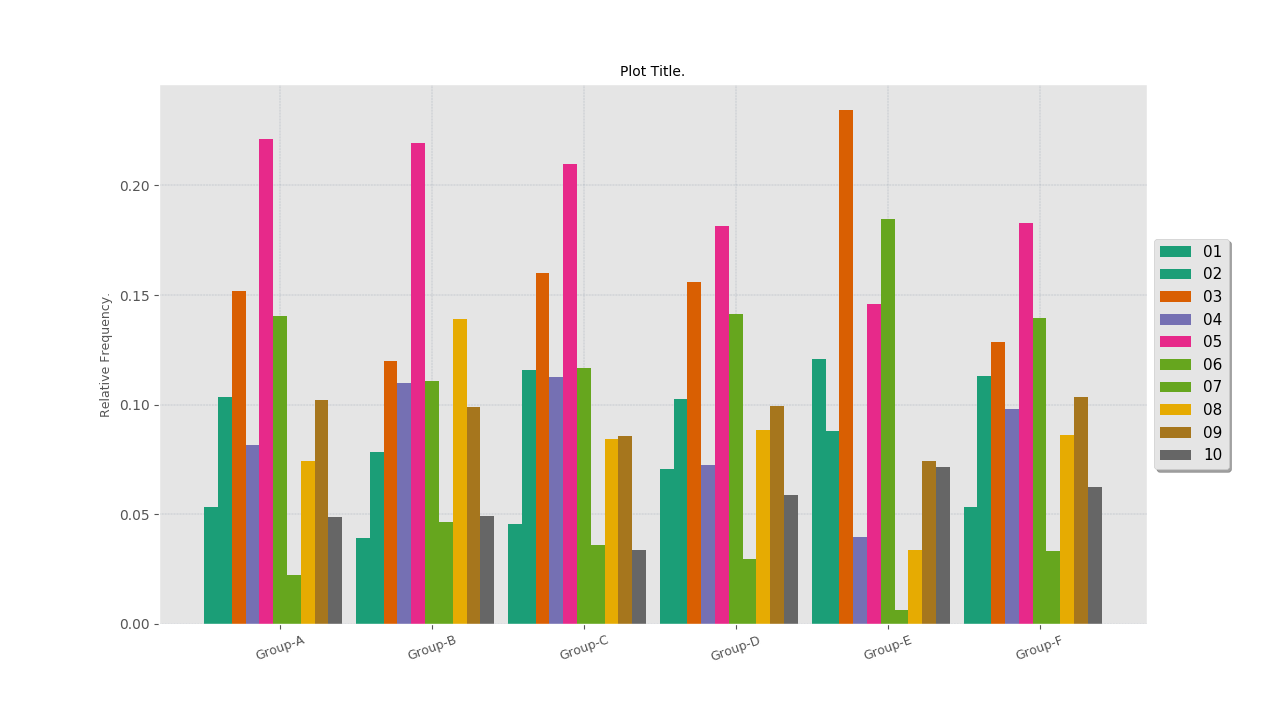 Plot Title.
Relative Frequency.
0.20
0.15
0.10
0.05
0.00
Group-A
Group-B
Group-C
Group-D
Group-E
Group-F
01
02
03
04
05
06
07
08
09
10